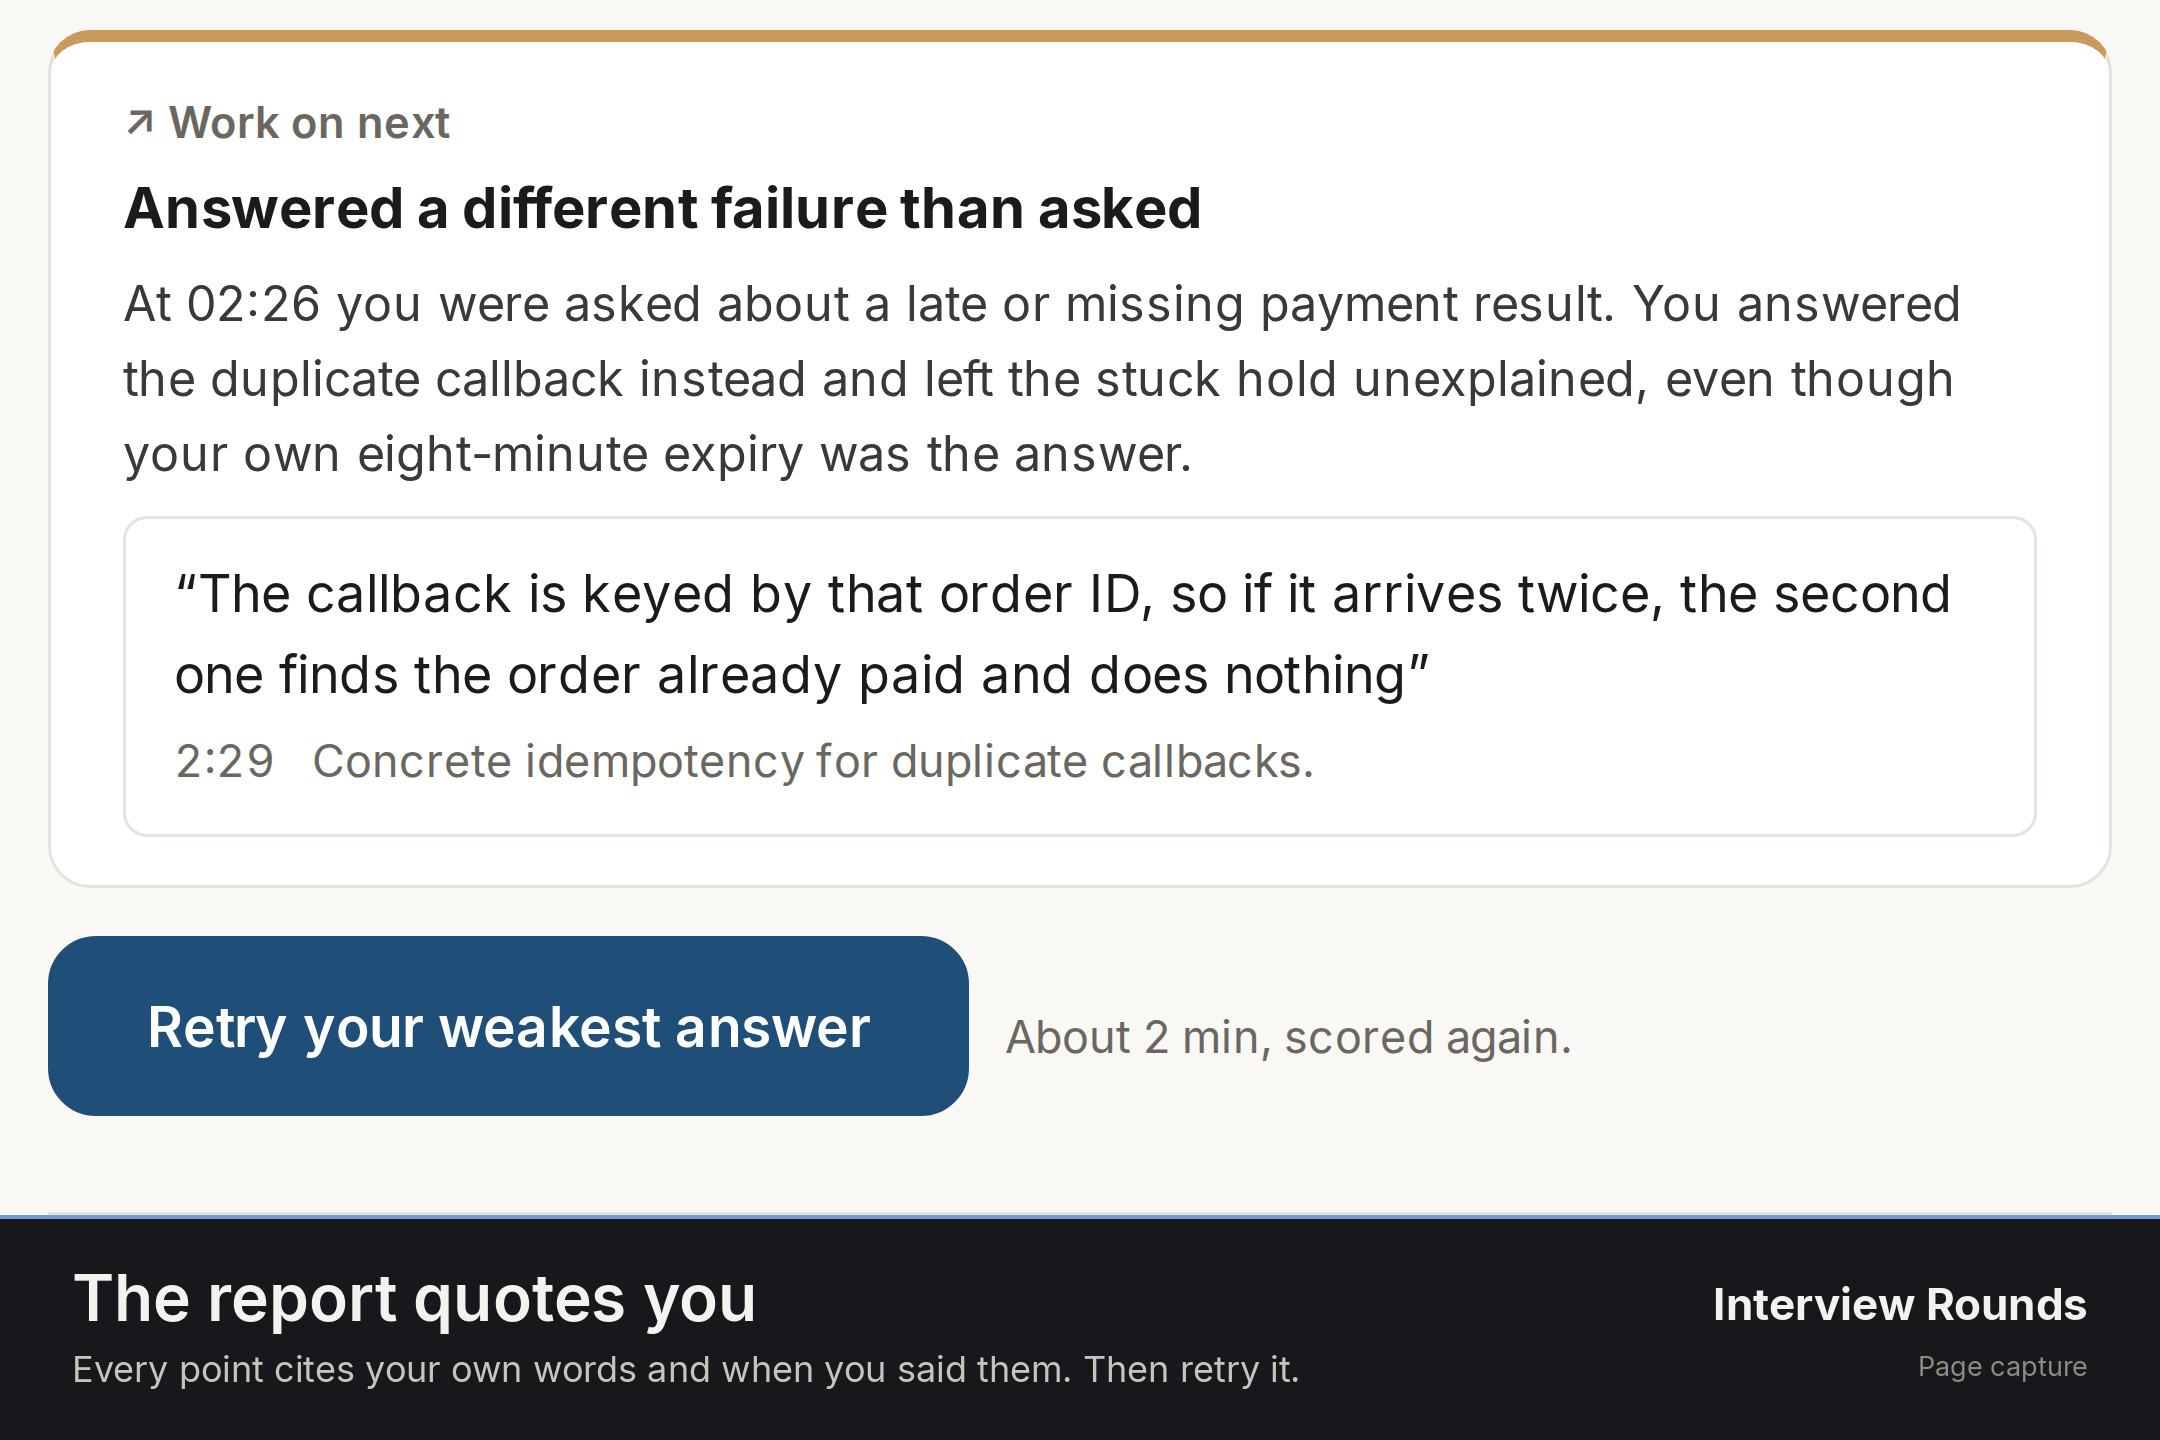 ↗ Work on next
Answered a different failure than asked
At 02:26 you were asked about a late or missing payment result. You answered
the duplicate callback instead and left the stuck hold unexplained, even though
your own eight-minute expiry was the answer.
“The callback is keyed by that order ID, so if it arrives twice, the second
one finds the order already paid and does nothing”
2:29 Concrete idempotency for duplicate callbacks.
Retry your weakest answer
About 2 min, scored again.
The report quotes you
Every point cites your own words and when you said them. Then retry it.
Interview Rounds
Page capture